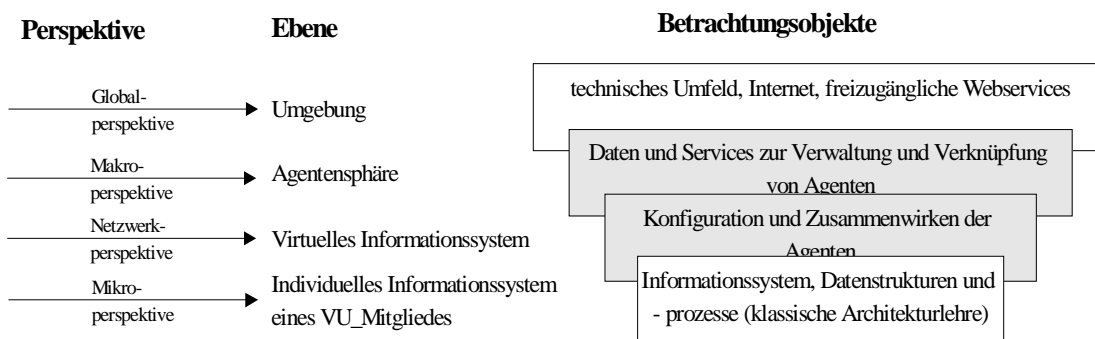 Perspektive
Ebene
Betrachtungsobjekte
Global-
perspektive
Umgebung
technisches Umfeld, Internet, freizugängliche Webservices
Makro-
perspektive
Agentensphäre
Daten und Services zur Verwaltung und Verknüpfung
von Agenten
Netzwerk-
perspektive
Virtuelles Informationssystem
Konfiguration und Zusammenwirken der
Agenten
Mikro-
perspektive
Individuelles Informationssystem
eines VU_Mitgliedes
Informationssystem, Datenstrukturen und
- prozesse (klassische Architekturlehre)